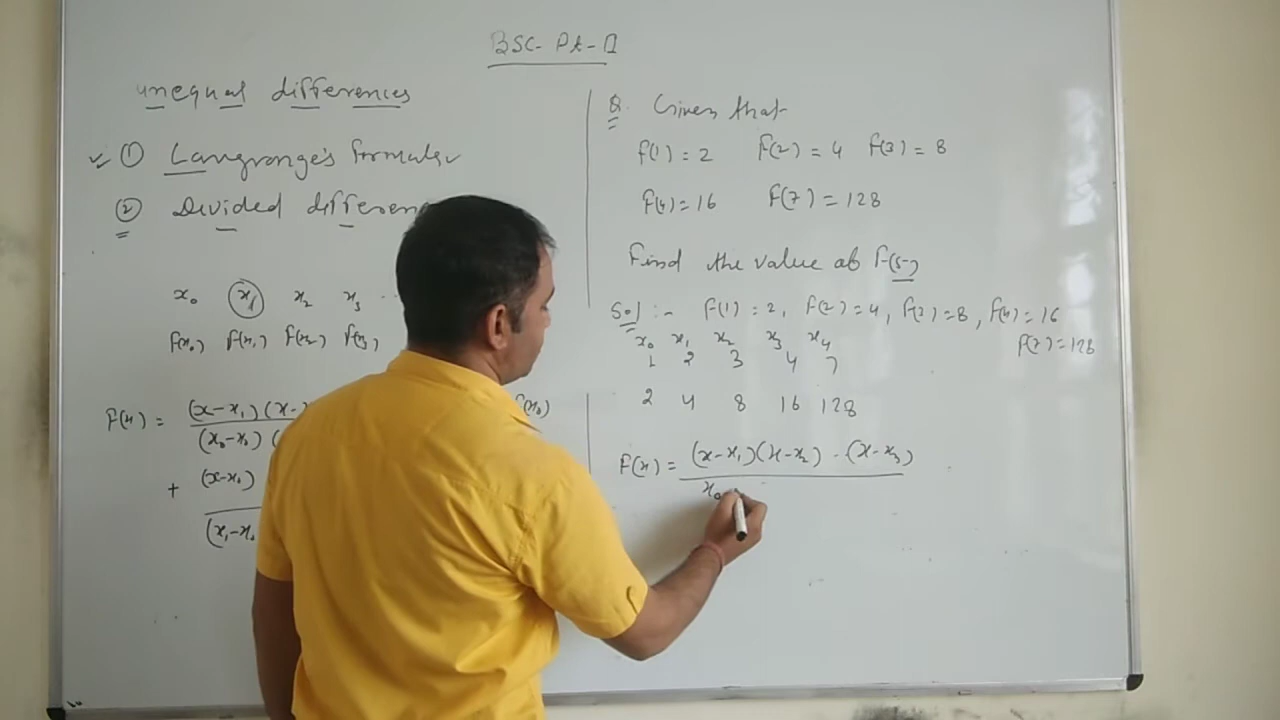 BSC- Pt-II
unequal differences
① Langronge's formula
② Divided differen
x₀ x₁ x₂ x₃ ..
f(x₀) f(x₁) f(x₂) f(x₃)
F(x) = (x-x₁)(x-
(x₀)
+ (x-x₀)
(x₁-x₀
Q. Given that
f(1) = 2 f(2) = 4 f(3) = 8
f(4) = 16 f(7) = 128
Find the value of f(5)
Sol :- f(1) = 2, f(2) = 4, f(3) = 8, f(4) = 16
f(7) = 128
x₀ x₁ x₂ x₃ x₄
1 2 3 4 7
2 4 8 16 128
F(x) = (x-x₁)(x-x₂) - (x-x₃)
x₀